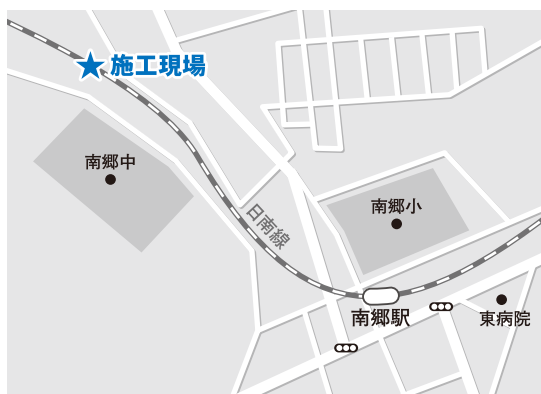 施工現場
南郷中
南郷小
日南線
南郷駅
東病院